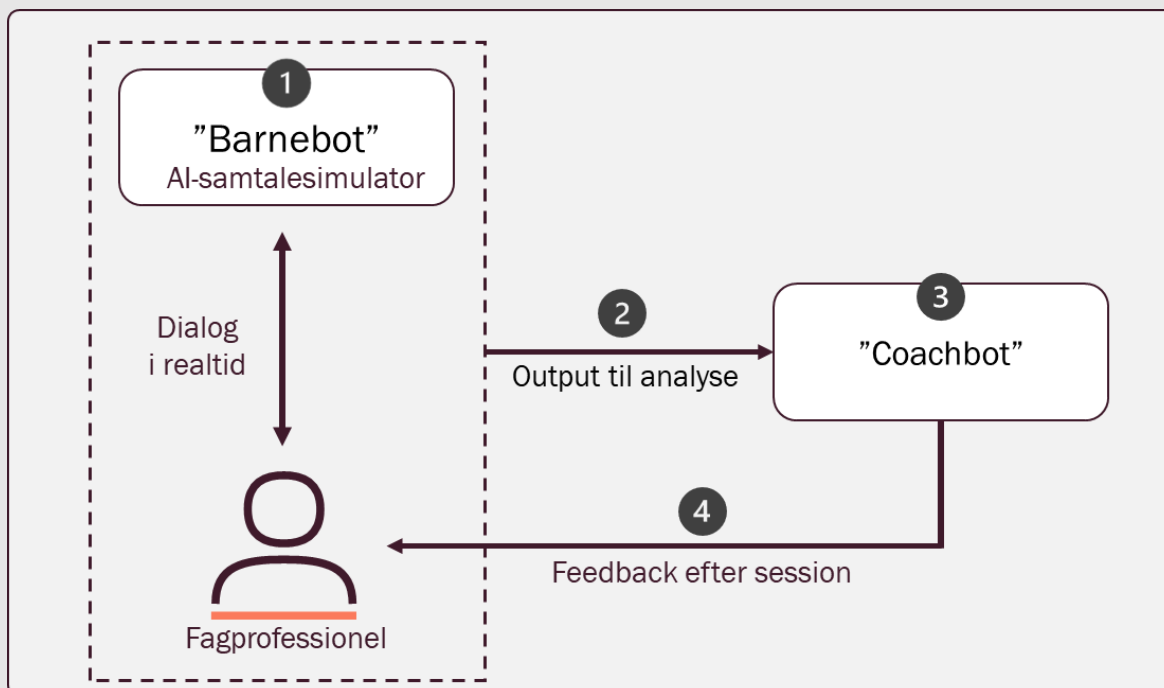 1
”Barnebot”
AI-samtalesimulator
Dialog
i realtid
2
Output til analyse
3
”Coachbot”
4
Feedback efter session
Fagprofessionel